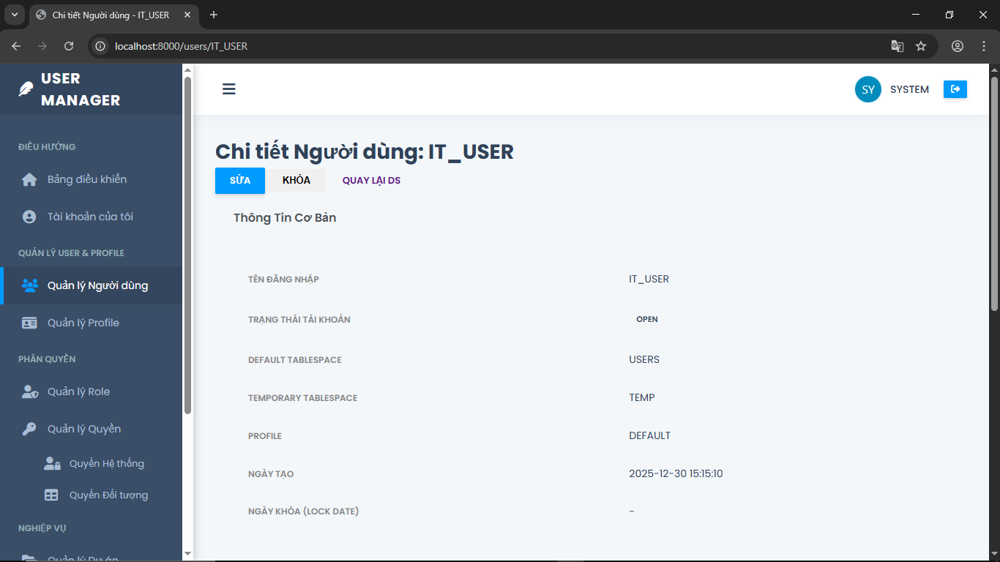 Chi tiết Người dùng - IT_USER
localhost:8000/users/IT_USER
USER
MANAGER
SY SYSTEM
ĐIỀU HƯỚNG
Bảng điều khiển
Tài khoản của tôi
QUẢN LÝ USER & PROFILE
Quản lý Người dùng
Quản lý Profile
PHÂN QUYỀN
Quản lý Role
Quản lý Quyền
Quyền Hệ thống
Quyền Đối tượng
NGHIỆP VỤ
Quản lý Dự án
Chi tiết Người dùng: IT_USER
SỬA KHÓA QUAY LẠI DS
Thông Tin Cơ Bản
TÊN ĐĂNG NHẬP IT_USER
TRẠNG THÁI TÀI KHOẢN OPEN
DEFAULT TABLESPACE USERS
TEMPORARY TABLESPACE TEMP
PROFILE DEFAULT
NGÀY TẠO 2025-12-30 15:15:10
NGÀY KHÓA (LOCK DATE) -